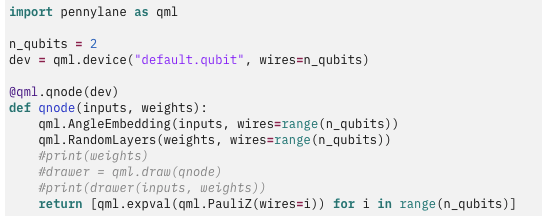 import pennylane as qml

n_qubits = 2
dev = qml.device("default.qubit", wires=n_qubits)

@qml.qnode(dev)
def qnode(inputs, weights):
    qml.AngleEmbedding(inputs, wires=range(n_qubits))
    qml.RandomLayers(weights, wires=range(n_qubits))
    #print(weights)
    #drawer = qml.draw(qnode)
    #print(drawer(inputs, weights))
    return [qml.expval(qml.PauliZ(wires=i)) for i in range(n_qubits)]